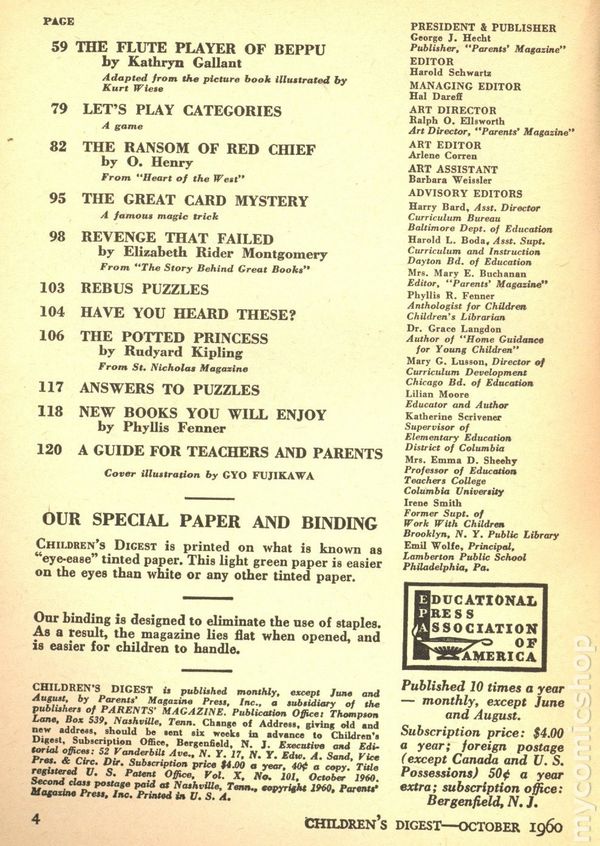 PAGE
59 THE FLUTE PLAYER OF BEPPU
by Kathryn Gallant
Adapted from the picture book illustrated by
Kurt Wiese
79 LET'S PLAY CATEGORIES
A game
82 THE RANSOM OF RED CHIEF
by O. Henry
From "Heart of the West"
95 THE GREAT CARD MYSTERY
A famous magic trick
98 REVENGE THAT FAILED
by Elizabeth Rider Montgomery
From "The Story Behind Great Books"
103 REBUS PUZZLES
104 HAVE YOU HEARD THESE?
106 THE POTTED PRINCESS
by Rudyard Kipling
From St. Nicholas Magazine
117 ANSWERS TO PUZZLES
118 NEW BOOKS YOU WILL ENJOY
by Phyllis Fenner
120 A GUIDE FOR TEACHERS AND PARENTS
Cover illustration by GYO FUJIKAWA
OUR SPECIAL PAPER AND BINDING
CHILDREN'S DIGEST is printed on what is known as
"eye-ease" tinted paper. This light green paper is easier
on the eyes than white or any other tinted paper.
Our binding is designed to eliminate the use of staples.
As a result, the magazine lies flat when opened, and
is easier for children to handle.
CHILDREN'S DIGEST is published monthly, except June and
August, by Parents' Magazine Press, Inc., a subsidiary of the
publishers of PARENTS' MAGAZINE. Publication Office: Thompson
Lane, Box 539, Nashville, Tenn. Change of Address, giving old and
new address, should be sent six weeks in advance to Children's
Digest, Subscription Office, Bergenfield, N. J. Executive and Edi-
torial offices: 52 Vanderbilt Ave., N. Y. 17, N. Y. Edw. A. Sand, Vice
Pres. & Circ. Dir. Subscription price $4.00 a year, 40¢ a copy. Title
registered U. S. Patent Office, Vol. X, No. 101, October 1960.
Second class postage paid at Nashville, Tenn., copyright 1960, Parents'
Magazine Press, Inc. Printed in U. S. A.
PRESIDENT & PUBLISHER
George J. Hecht
Publisher, "Parents' Magazine"
EDITOR
Harold Schwartz
MANAGING EDITOR
Hal Dareff
ART DIRECTOR
Ralph O. Ellsworth
Art Director, "Parents' Magazine"
ART EDITOR
Arlene Corren
ART ASSISTANT
Barbara Weissler
ADVISORY EDITORS
Harry Bard, Asst. Director
Curriculum Bureau
Baltimore Dept. of Education
Harold L. Boda, Asst. Supt.
Curriculum and Instruction
Dayton Bd. of Education
Mrs. Mary E. Buchanan
Editor, "Parents' Magazine"
Phyllis R. Fenner
Anthologist for Children
Children's Librarian
Dr. Grace Langdon
Author of "Home Guidance
for Young Children"
Mary G. Lusson, Director of
Curriculum Development
Chicago Bd. of Education
Lilian Moore
Educator and Author
Katherine Scrivener
Supervisor of
Elementary Education
District of Columbia
Mrs. Emma D. Sheehy
Professor of Education
Teachers College
Columbia University
Irene Smith
Former Supt. of
Work With Children
Brooklyn, N. Y. Public Library
Emil Wolfe, Principal,
Lamberton Public School
Philadelphia, Pa.
EDUCATIONAL
PRESS
ASSOCIATION
OF
AMERICA
Published 10 times a year
— monthly, except June
and August.
Subscription price: $4.00
a year; foreign postage
(except Canada and U. S.
Possessions) 50¢ a year
extra; subscription office:
Bergenfield, N. J.
4
CHILDREN'S DIGEST—OCTOBER 1960
mycomicshop